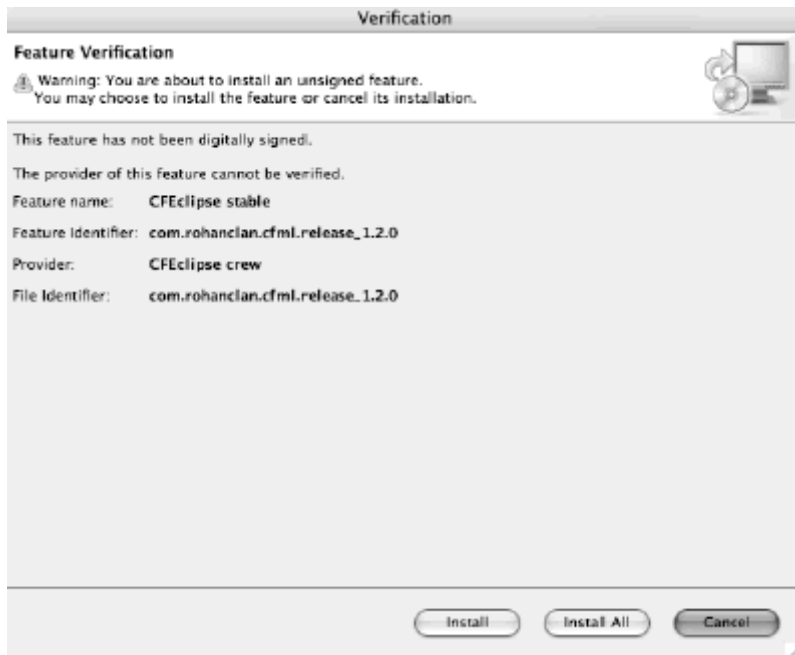 Verification
Feature Verification
Warning: You are about to install an unsigned feature.
You may choose to install the feature or cancel its installation.
This feature has not been digitally signed.
The provider of this feature cannot be verified.
Feature name: CFEclipse stable
Feature Identifier: com.rohanclan.cfml.release_1.2.0
Provider: CFEclipse crew
File Identifier: com.rohanclan.cfml.release_1.2.0
Install Install All Cancel